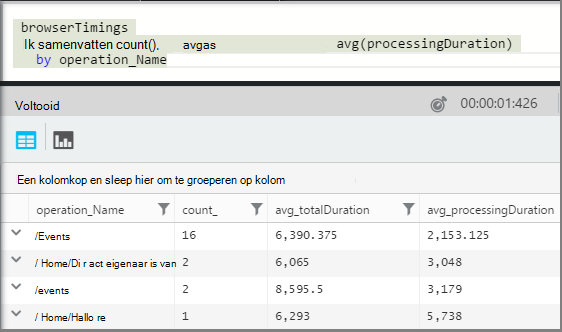 browserTimings
Ik samenvatten count(), avgas avg(processingDuration)
by operation_Name
Voltooid 00:00:01:426
Een kolomkop en sleep hier om te groeperen op kolom
operation_Name count_ avg_totalDuration avg_processingDuration
/Events 16 6,390.375 2,153.125
/ Home/Di r act eigenaar is van 2 6,065 3,048
/events 2 8,595.5 3,179
/ Home/Hallo re 1 6,293 5,738